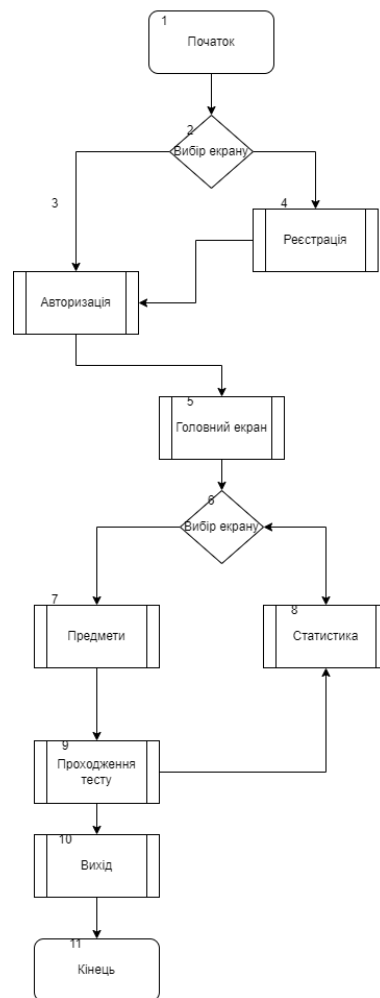 1
Початок
2
Вибір екрану
3
4
Реєстрація
Авторизація
5
Головний екран
6
Вибір екрану
7
Предмети
8
Статистика
9
Проходження
тесту
10
Вихід
11
Кінець